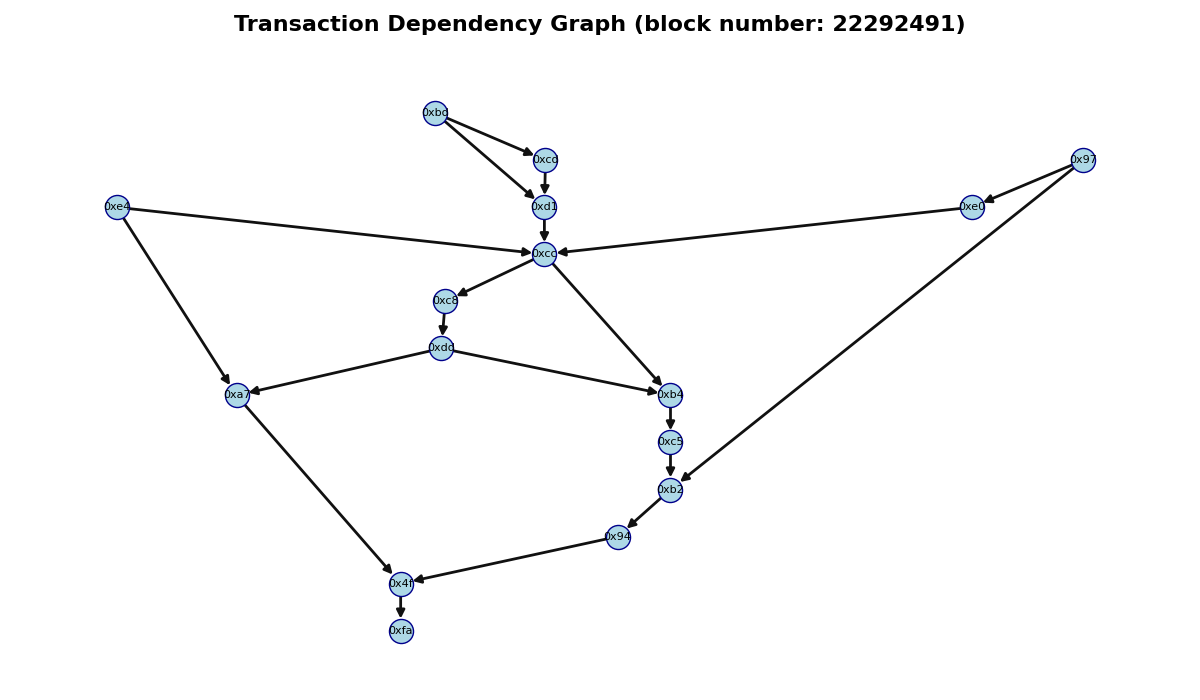 Transaction Dependency Graph (block number: 22292491)
0xbd
0xcd
0x97
0xe4
0xd1
0xe0
0xcc
0xc8
0xdd
0xa7
0xb4
0xc5
0xb2
0x94
0x4f
0xfa